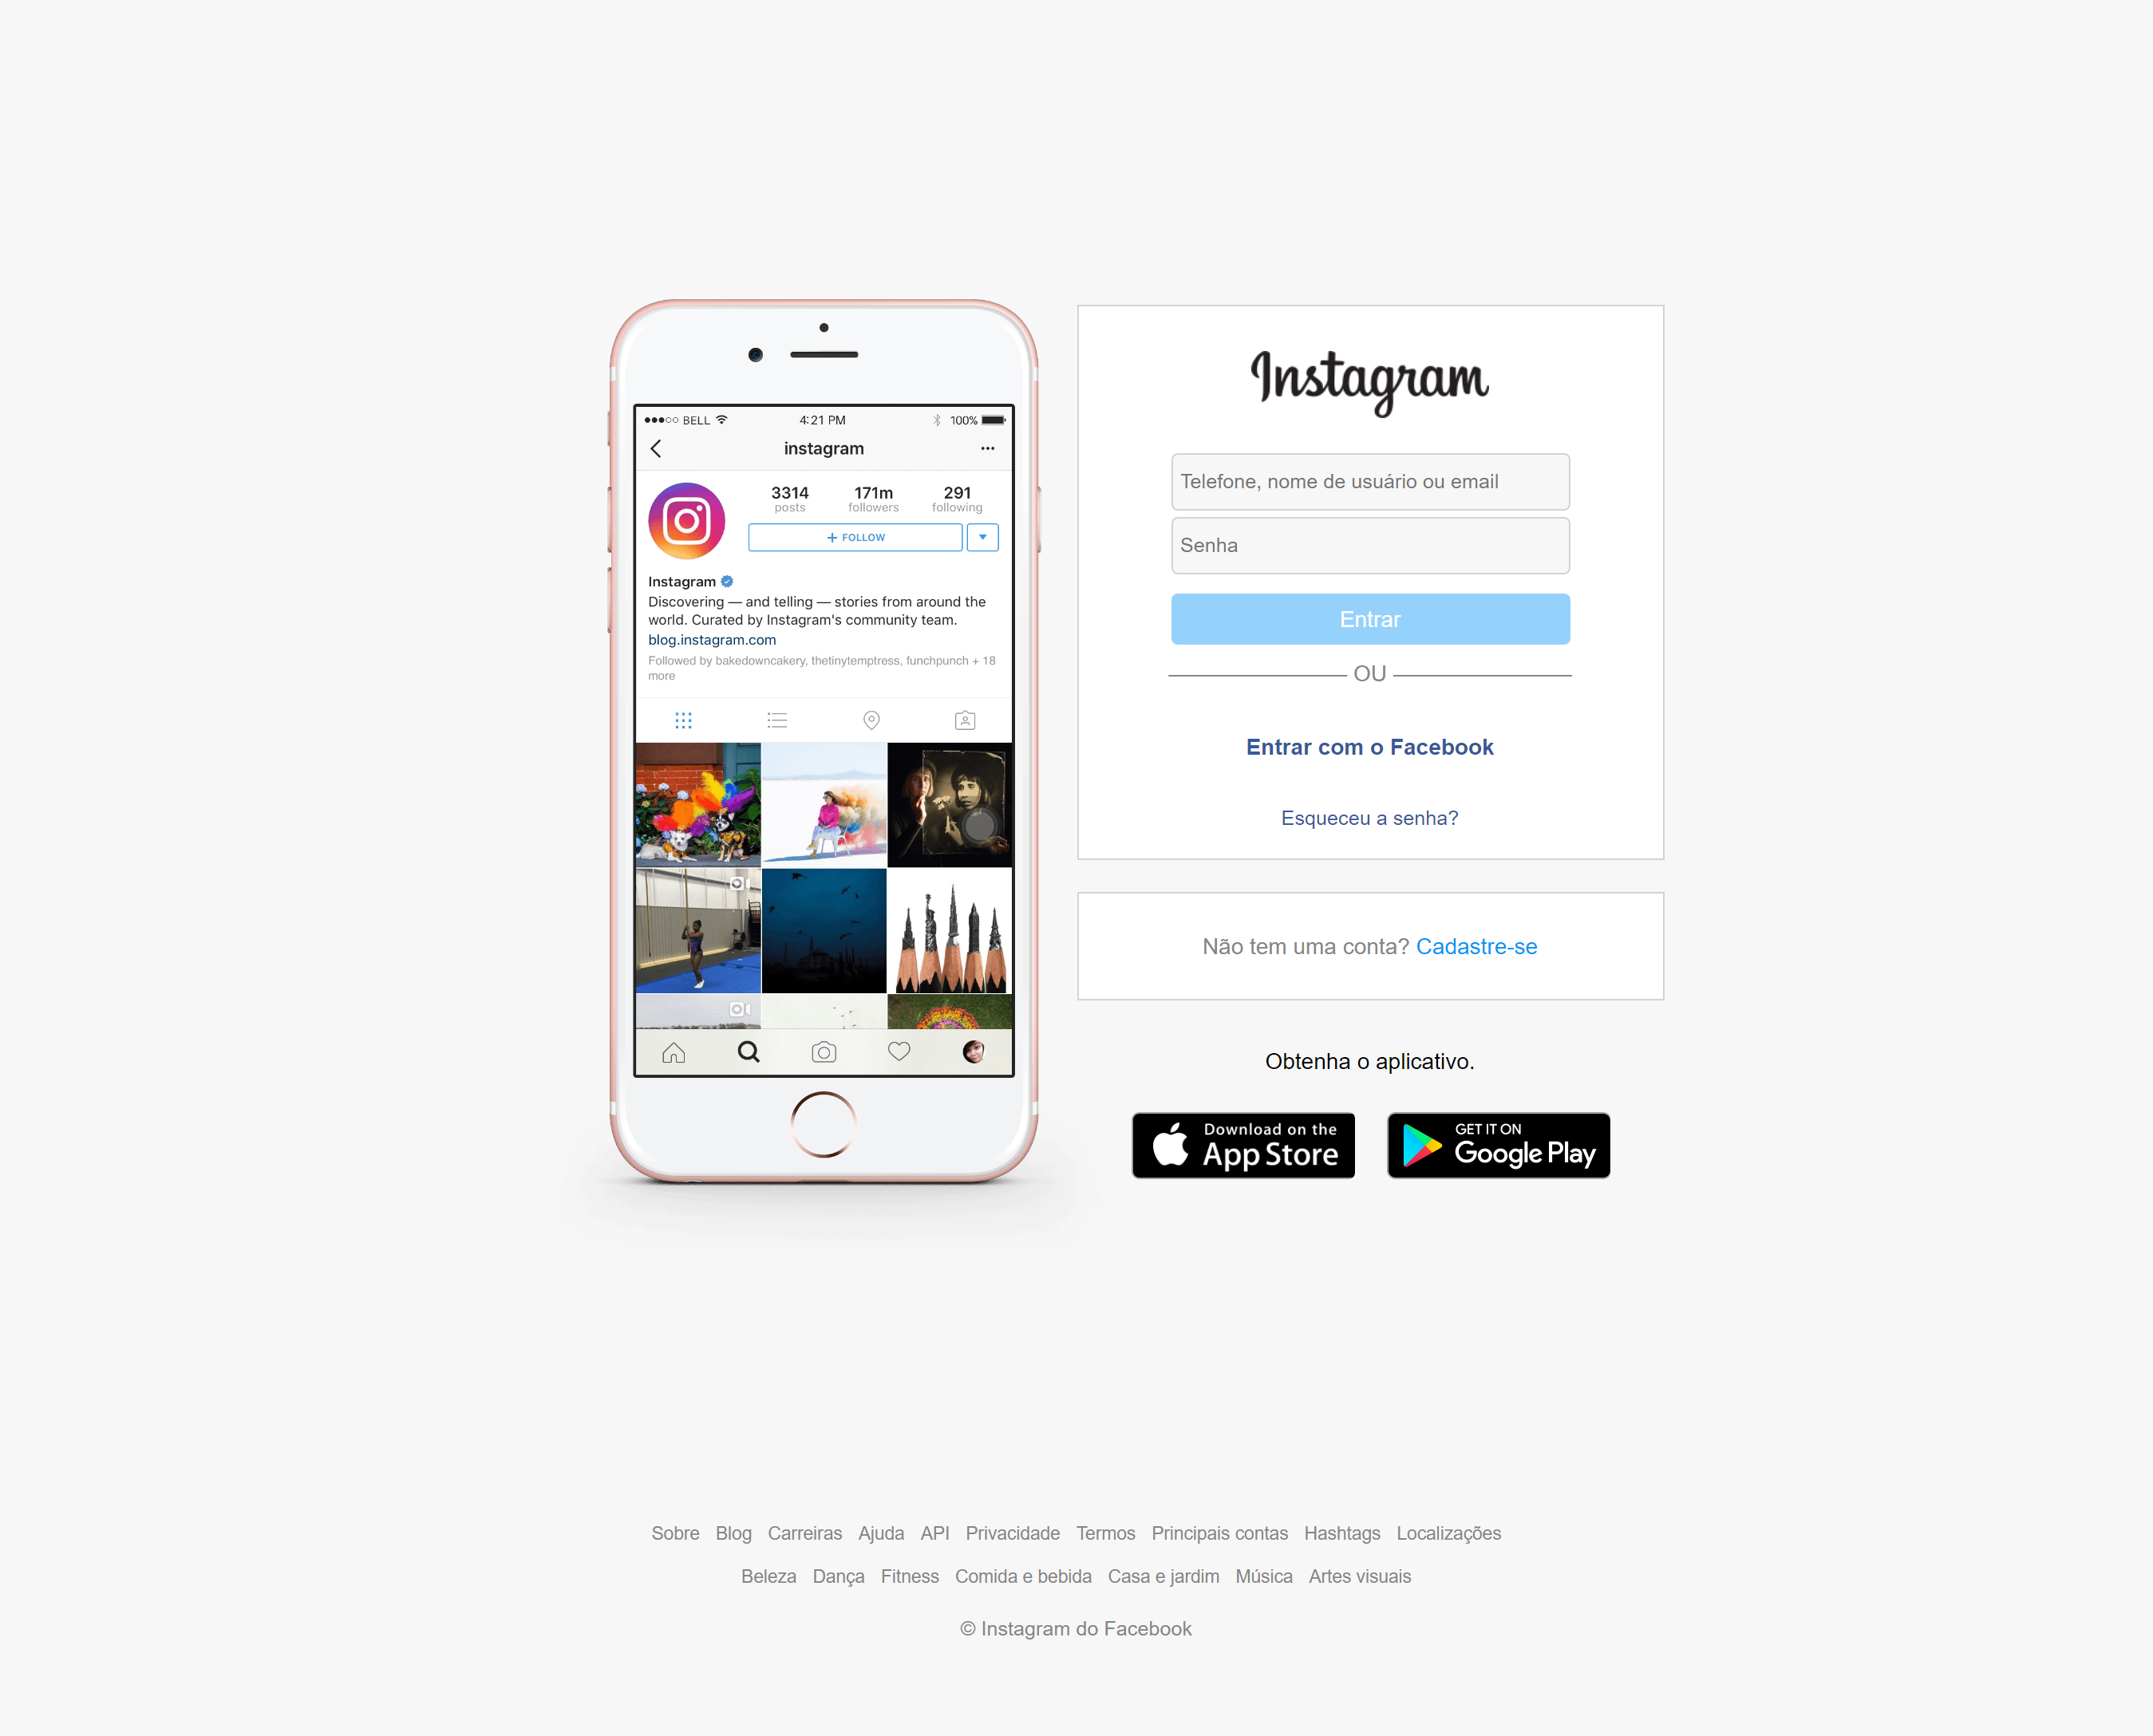 BELL 4:21 PM 100%
instagram
3314 171m 291
posts followers following
+ FOLLOW
Instagram
Discovering — and telling — stories from around the
world. Curated by Instagram's community team.
blog.instagram.com
Followed by bakedowncakery, thetinytemptress, funchpunch + 18
more
Instagram
Telefone, nome de usuário ou email
Senha
Entrar
OU
Entrar com o Facebook
Esqueceu a senha?
Não tem uma conta? Cadastre-se
Obtenha o aplicativo.
Download on the
App Store
GET IT ON
Google Play
Sobre Blog Carreiras Ajuda API Privacidade Termos Principais contas Hashtags Localizações
Beleza Dança Fitness Comida e bebida Casa e jardim Música Artes visuais
© Instagram do Facebook